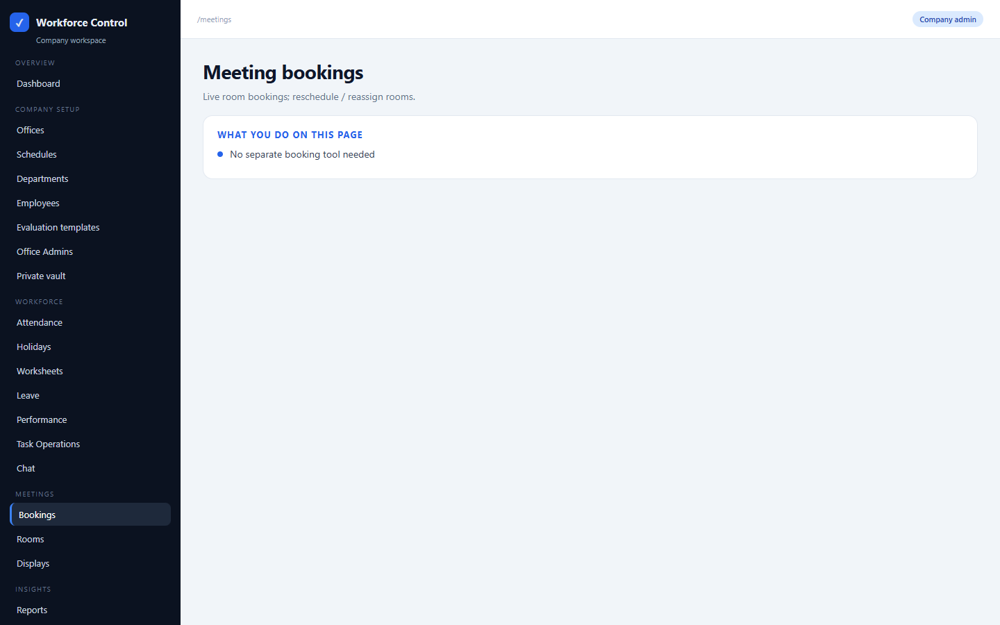 Workforce Control
Company workspace
OVERVIEW
Dashboard
COMPANY SETUP
Offices
Schedules
Departments
Employees
Evaluation templates
Office Admins
Private vault
WORKFORCE
Attendance
Holidays
Worksheets
Leave
Performance
Task Operations
Chat
MEETINGS
Bookings
Rooms
Displays
INSIGHTS
Reports
/meetings
Company admin
Meeting bookings
Live room bookings; reschedule / reassign rooms.
WHAT YOU DO ON THIS PAGE
No separate booking tool needed